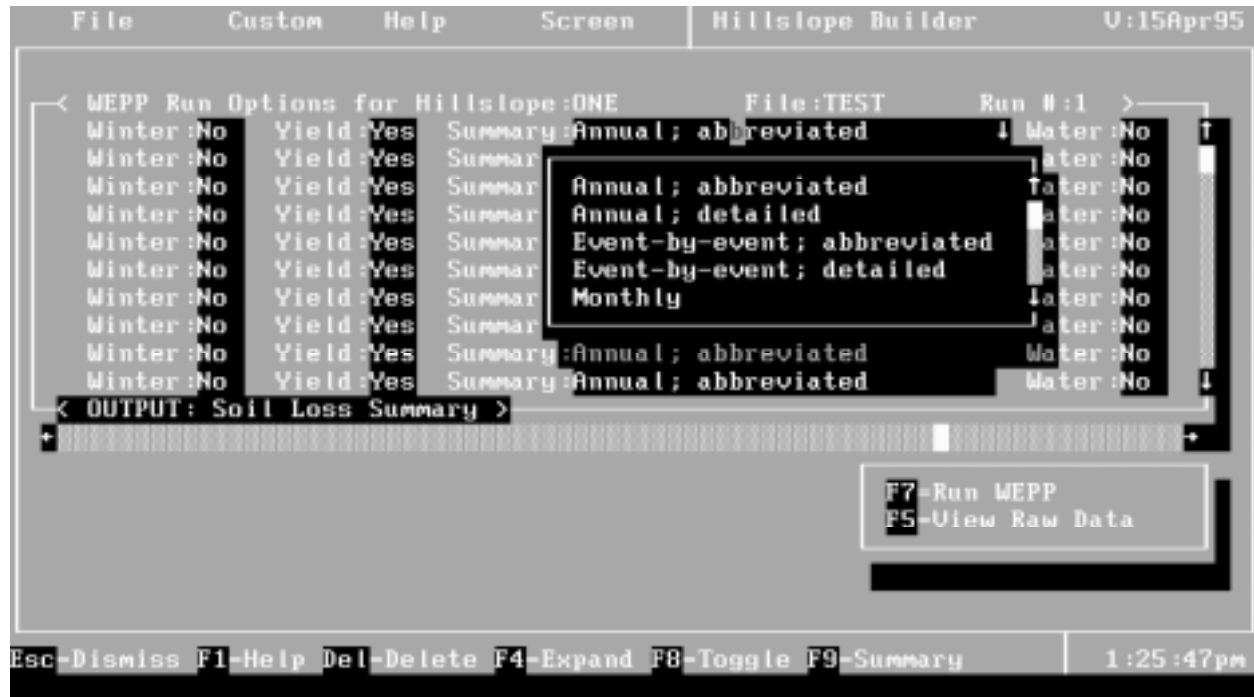 File Custom Help Screen Hillslope Builder V:15Apr95
< WEPP Run Options for Hillslope:ONE File:TEST Run #:1 >
Winter:No Yield:Yes Summary:Annual; abbreviated ↓ Water:No ↑
Winter:No Yield:Yes Summar ater:No
Winter:No Yield:Yes Summar Annual; abbreviated ↑ater:No
Winter:No Yield:Yes Summar Annual; detailed ater:No
Winter:No Yield:Yes Summar Event-by-event; abbreviated ater:No
Winter:No Yield:Yes Summar Event-by-event; detailed ater:No
Winter:No Yield:Yes Summar Monthly ↓ater:No
Winter:No Yield:Yes Summar ater:No
Winter:No Yield:Yes Summary:Annual; abbreviated Water:No
Winter:No Yield:Yes Summary:Annual; abbreviated Water:No ↓
< OUTPUT: Soil Loss Summary >
F7-Run WEPP
F5-View Raw Data
Esc-Dismiss F1-Help Del-Delete F4-Expand F8-Toggle F9-Summary 1:25:47pm